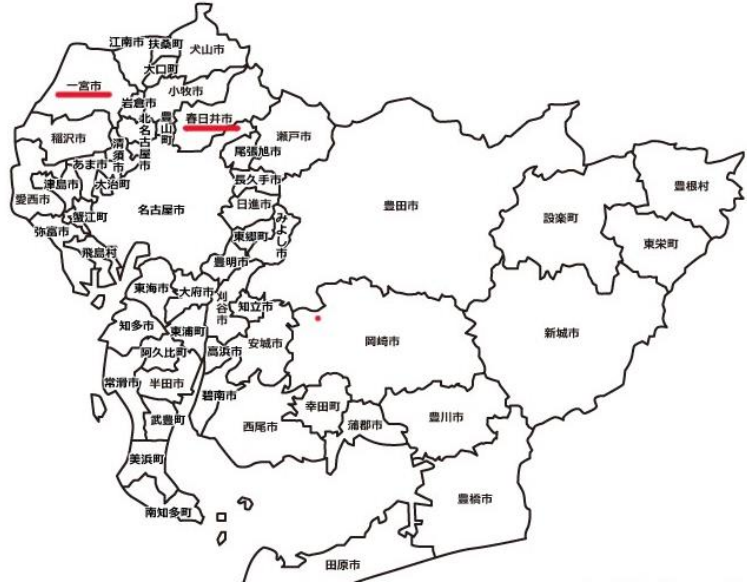 江南市
扶桑町
犬山市
大口町
一宮市
岩倉市
小牧市
北名古屋市
豊山町
春日井市
稲沢市
清須市
尾張旭市
瀬戸市
あま市
津島市
大治町
長久手市
愛西市
蟹江町
名古屋市
日進市
みよし市
豊田市
豊根村
設楽町
東栄町
弥富市
飛島村
東郷町
豊明市
東海市
大府市
刈谷市
知立市
知多市
東浦町
安城市
岡崎市
新城市
阿久比町
高浜市
常滑市
半田市
碧南市
武豊町
西尾市
幸田町
蒲郡市
豊川市
美浜町
南知多町
豊橋市
田原市